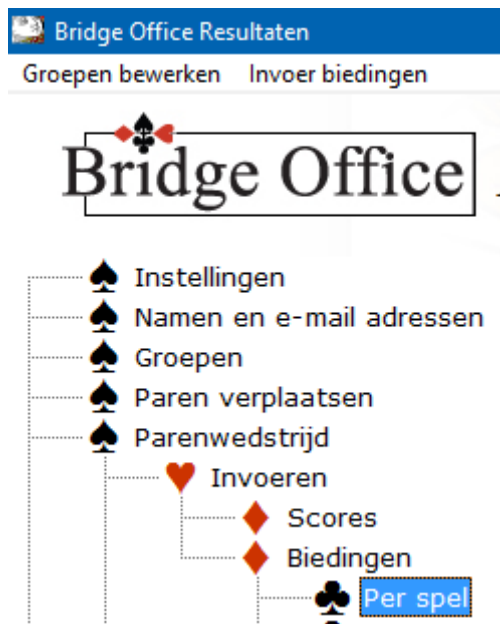 Bridge Office Resultaten
Groepen bewerken Invoer biedingen
Bridge Office
Instellingen
Namen en e-mail adressen
Groepen
Paren verplaatsen
Parenwedstrijd
Invoeren
Scores
Biedingen
Per spel